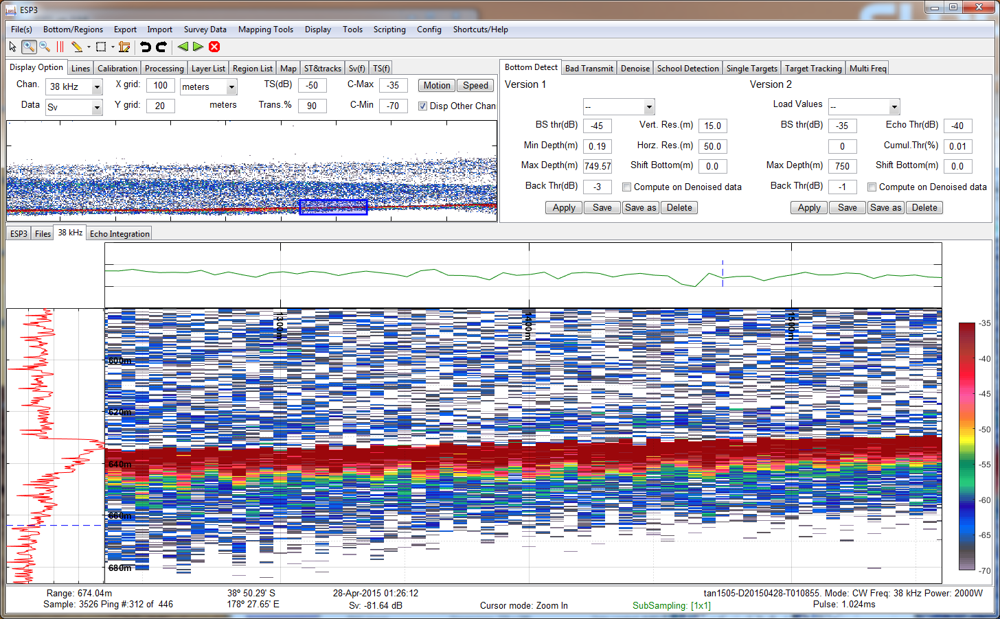 ESP3
File(s) Bottom/Regions Export Import Survey Data Mapping Tools Display Tools Scripting Config Shortcuts/Help
Display Option Lines Calibration Processing Layer List Region List Map ST&tracks Sv(f) TS(f)
Chan. 38 kHz X grid: 100 meters TS(dB) -50 C-Max -35 Motion Speed
Data Sv Y grid: 20 meters Trans.% 90 C-Min -70 Disp Other Chan
Bottom Detect Bad Transmit Denoise School Detection Single Targets Target Tracking Multi Freq
Version 1 Version 2
-- Load Values --
BS thr(dB) -45 Vert. Res.(m) 15.0 BS thr(dB) -35 Echo Thr(dB) -40
Min Depth(m) 0.19 Horz. Res.(m) 50.0 0 Cumul.Thr(%) 0.01
Max Depth(m) 749.57 Shift Bottom(m) 0.0 Max Depth(m) 750 Shift Bottom(m) 0.0
Back Thr(dB) -3 Compute on Denoised data Back Thr(dB) -1 Compute on Denoised data
Apply Save Save as Delete Apply Save Save as Delete
ESP3 Files 38 kHz Echo Integration
1300m 1400m 1500m
600m
620m
640m
660m
680m
-35
-40
-45
-50
-55
-60
-65
-70
Range: 674.04m 38º 50.29' S 28-Apr-2015 01:26:12 tan1505-D20150428-T010855. Mode: CW Freq: 38 kHz Power: 2000W
Sample: 3526 Ping #:312 of 446 178º 27.65' E Sv: -81.64 dB Cursor mode: Zoom In SubSampling: [1x1] Pulse: 1.024ms